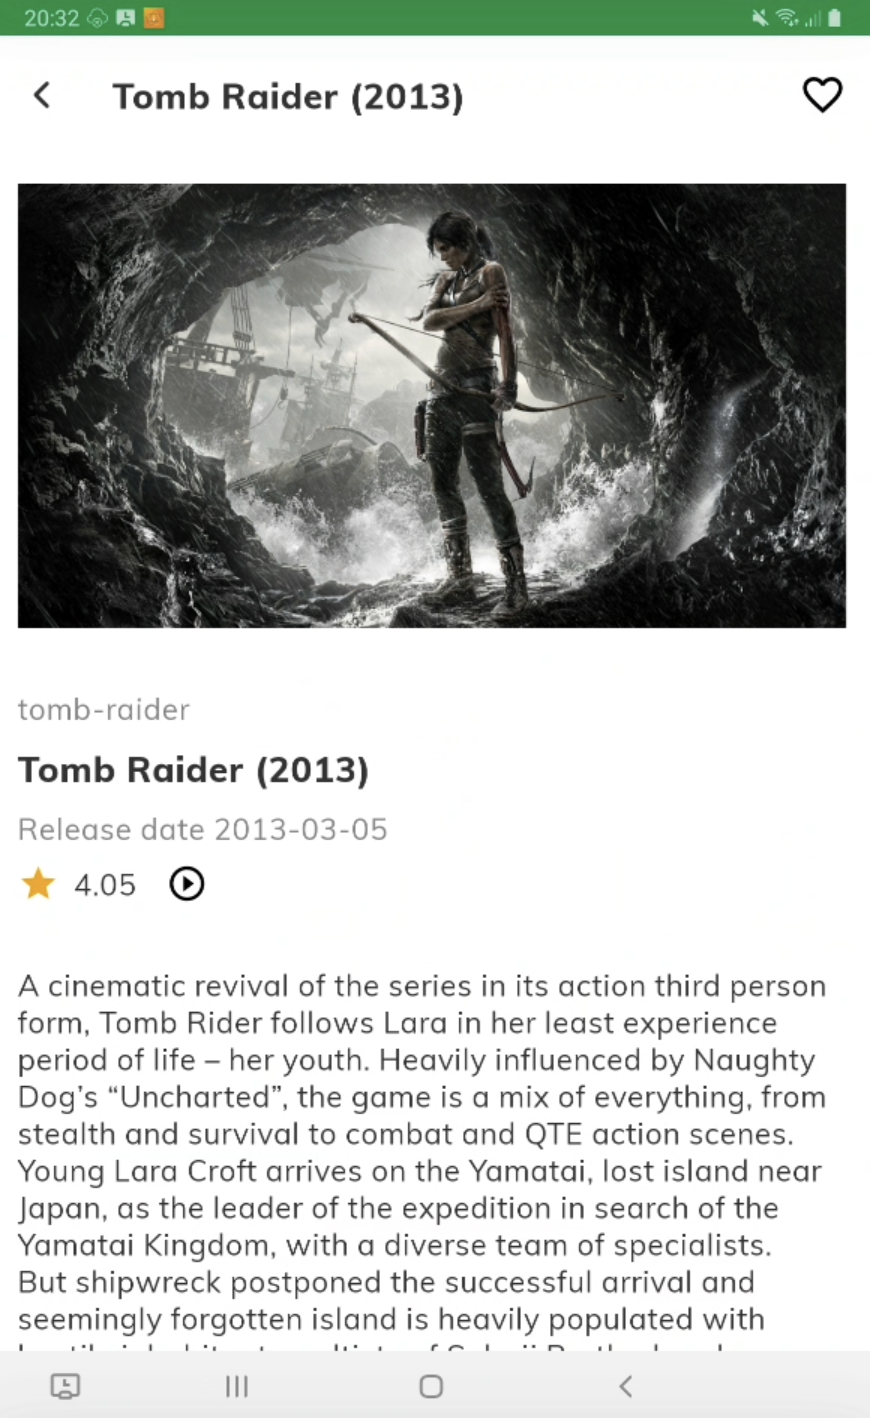 20:32
Tomb Raider (2013)
tomb-raider
Tomb Raider (2013)
Release date 2013-03-05
4.05
A cinematic revival of the series in its action third person
form, Tomb Rider follows Lara in her least experience
period of life – her youth. Heavily influenced by Naughty
Dog's “Uncharted”, the game is a mix of everything, from
stealth and survival to combat and QTE action scenes.
Young Lara Croft arrives on the Yamatai, lost island near
Japan, as the leader of the expedition in search of the
Yamatai Kingdom, with a diverse team of specialists.
But shipwreck postponed the successful arrival and
seemingly forgotten island is heavily populated with